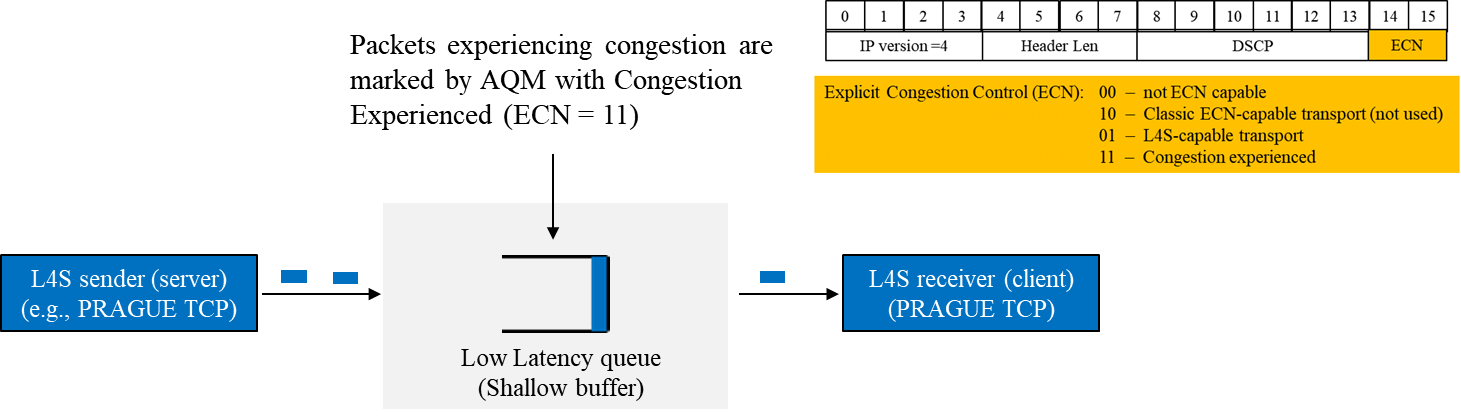 0 1 2 3 4 5 6 7 8 9 10 11 12 13 14 15
IP version =4 Header Len DSCP ECN
Packets experiencing congestion are
marked by AQM with Congestion
Experienced (ECN = 11)
Explicit Congestion Control (ECN): 00 – not ECN capable
10 – Classic ECN-capable transport (not used)
01 – L4S-capable transport
11 – Congestion experienced
L4S sender (server)
(e.g., PRAGUE TCP)
Low Latency queue
(Shallow buffer)
L4S receiver (client)
(PRAGUE TCP)